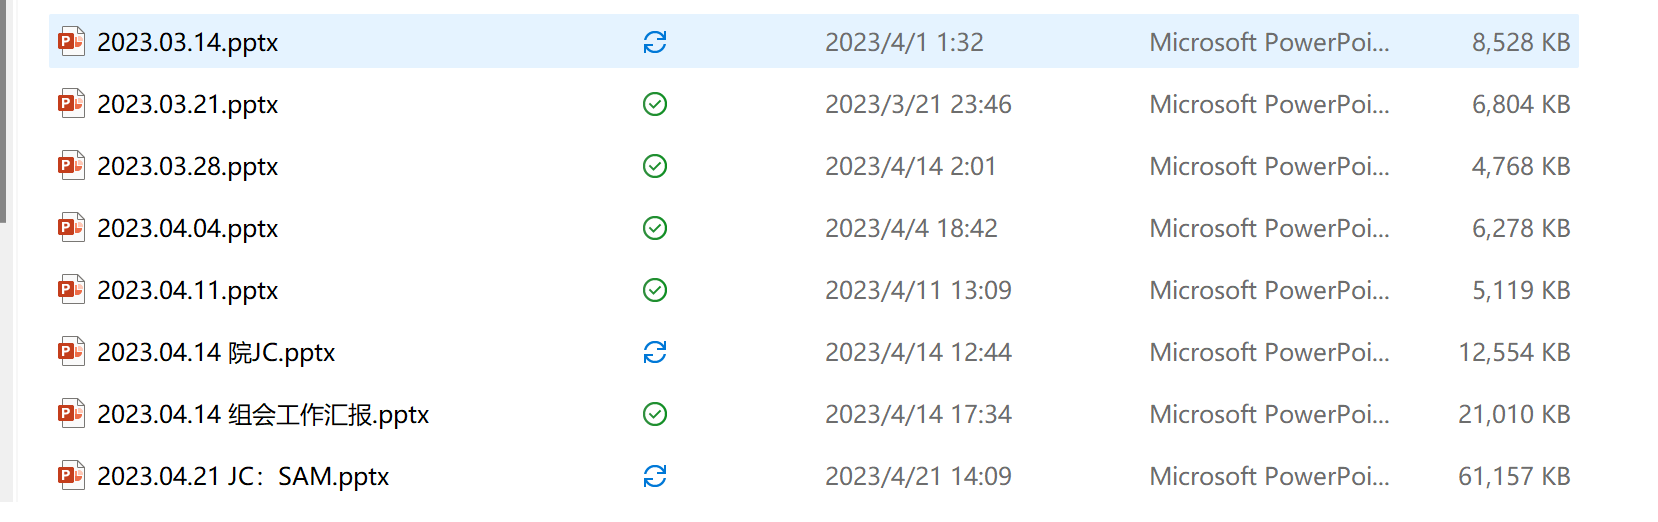 2023.03.14.pptx 2023/4/1 1:32 Microsoft PowerPoi... 8,528 KB
2023.03.21.pptx 2023/3/21 23:46 Microsoft PowerPoi... 6,804 KB
2023.03.28.pptx 2023/4/14 2:01 Microsoft PowerPoi... 4,768 KB
2023.04.04.pptx 2023/4/4 18:42 Microsoft PowerPoi... 6,278 KB
2023.04.11.pptx 2023/4/11 13:09 Microsoft PowerPoi... 5,119 KB
2023.04.14 院JC.pptx 2023/4/14 12:44 Microsoft PowerPoi... 12,554 KB
2023.04.14 组会工作汇报.pptx 2023/4/14 17:34 Microsoft PowerPoi... 21,010 KB
2023.04.21 JC：SAM.pptx 2023/4/21 14:09 Microsoft PowerPoi... 61,157 KB